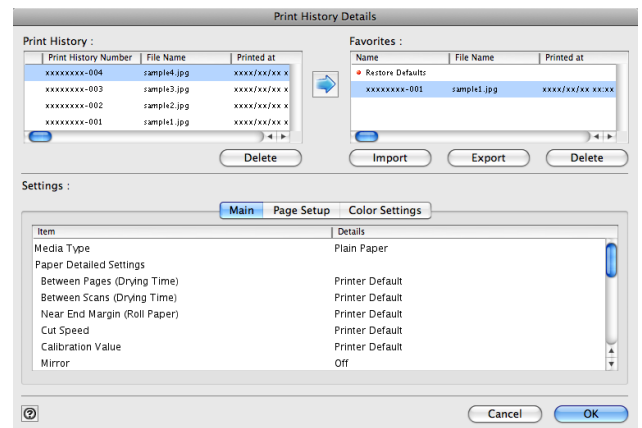 Print History Details
Print History :
Print History Number File Name Printed at
xxxxxxxx-004 sample4.jpg xxxx/xx/xx x
xxxxxxxx-003 sample3.jpg xxxx/xx/xx x
xxxxxxxx-002 sample2.jpg xxxx/xx/xx x
xxxxxxxx-001 sample1.jpg xxxx/xx/xx x
Delete
Favorites :
Name File Name Printed at
Restore Defaults
xxxxxxxx-001 sample1.jpg xxxx/xx/xx xx:xx
Import Export Delete
Settings :
Main Page Setup Color Settings
Item Details
Media Type Plain Paper
Paper Detailed Settings
Between Pages (Drying Time) Printer Default
Between Scans (Drying Time) Printer Default
Near End Margin (Roll Paper) Printer Default
Cut Speed Printer Default
Calibration Value Printer Default
Mirror Off
? Cancel OK